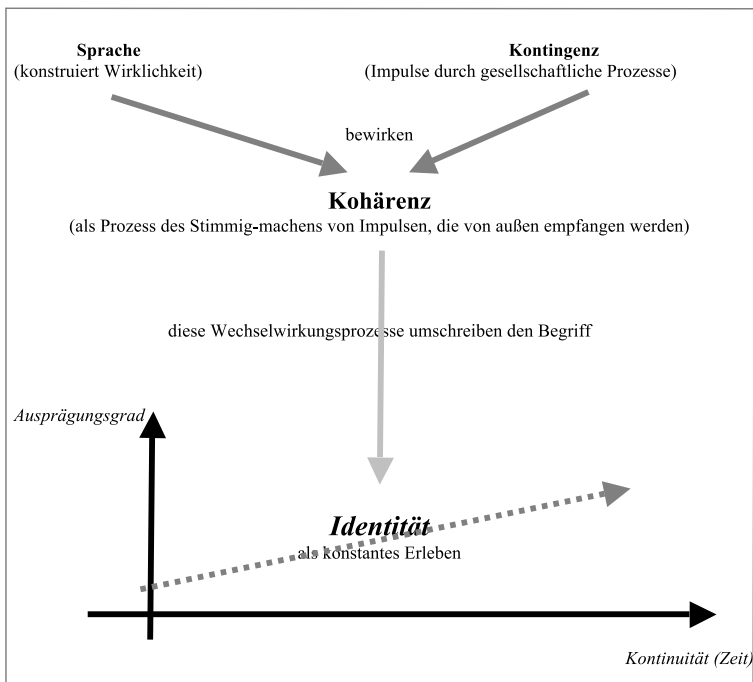 Sprache
(konstruiert Wirklichkeit)
Kontingenz
(Impulse durch gesellschaftliche Prozesse)
bewirken
Kohärenz
(als Prozess des Stimmig-machens von Impulsen, die von außen empfangen werden)
diese Wechselwirkungsprozesse umschreiben den Begriff
Ausprägungsgrad
Identität
als konstantes Erleben
Kontinuität (Zeit)